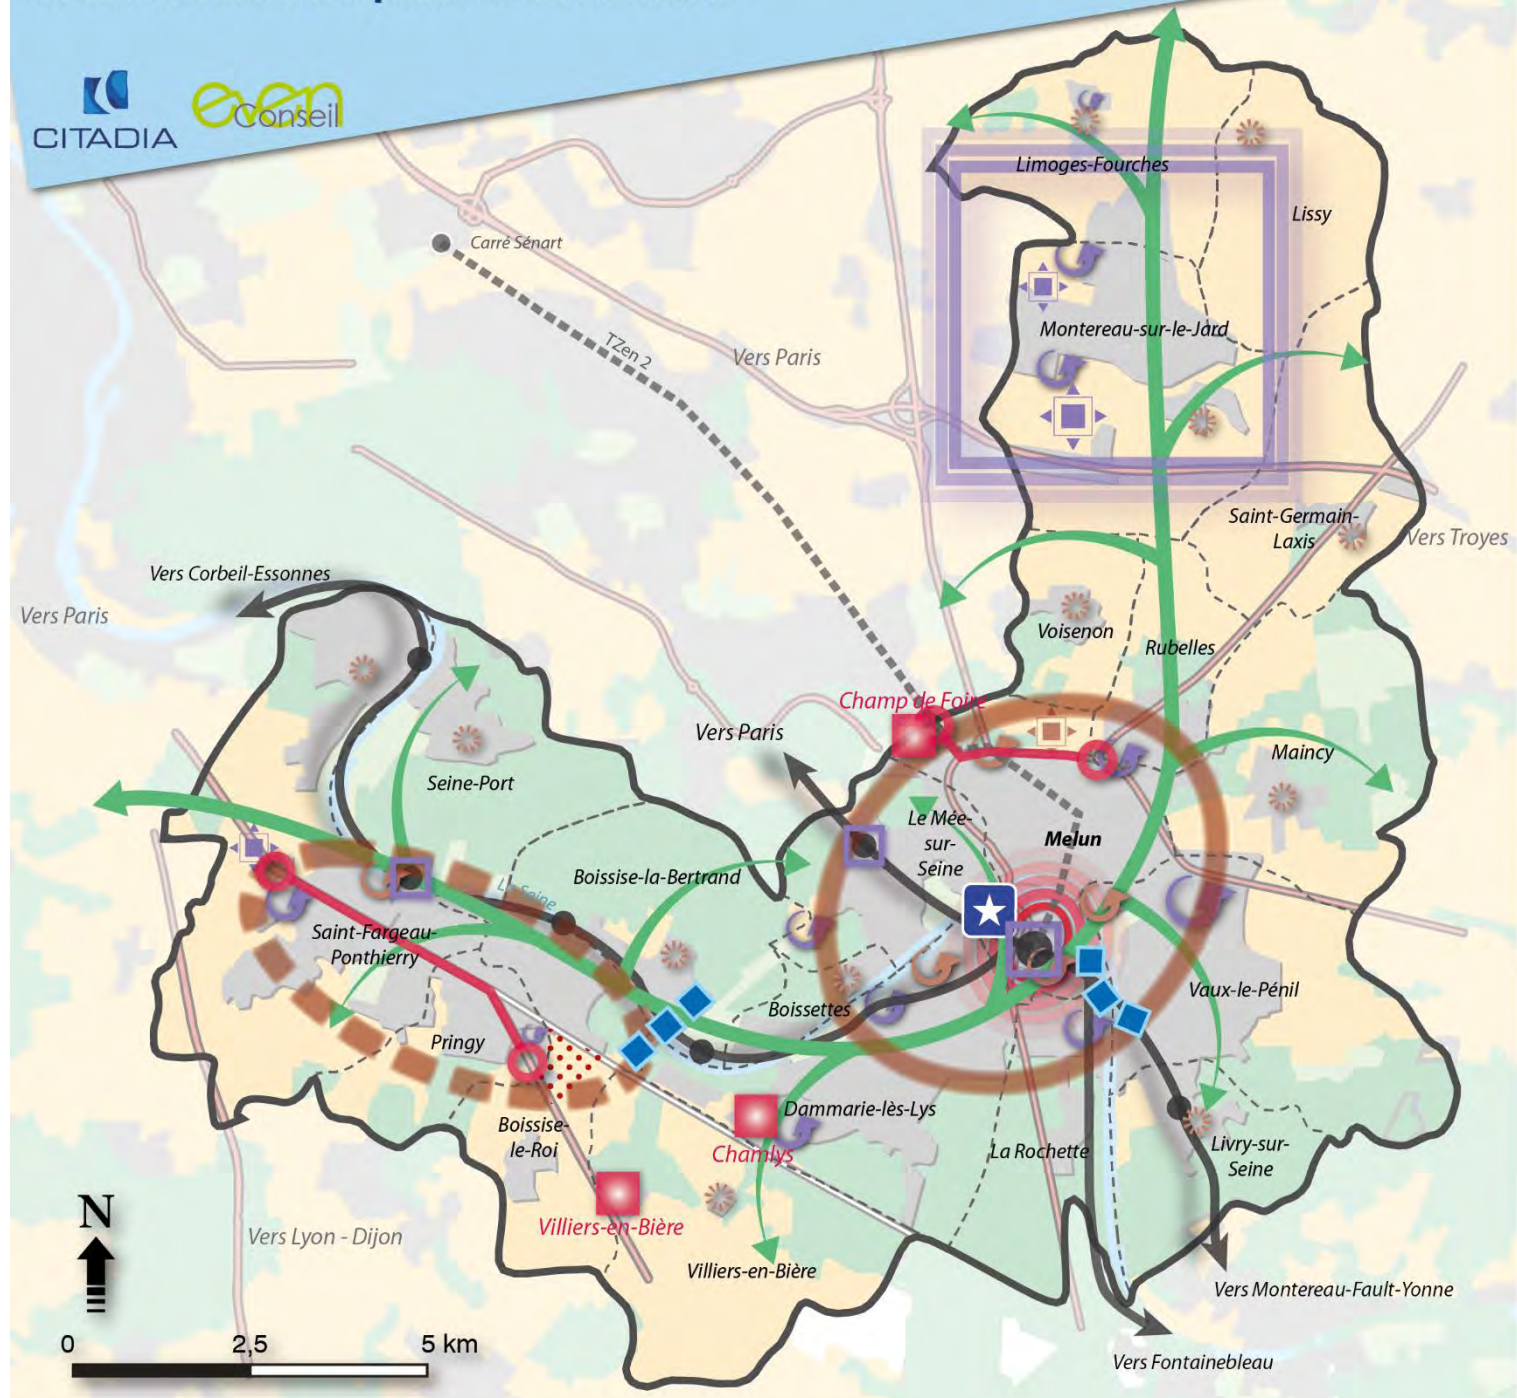 CITADIA
even
Conseil
Limoges-Fourches
Lissy
Carré Sénart
TZen 2
Vers Paris
Montereau-sur-le-Jard
Saint-Germain-
Laxis
Vers Troyes
Vers Corbeil-Essonnes
Vers Paris
Voisenon
Rubelles
Champ de Foire
Vers Paris
Maincy
Seine-Port
Le Mée-
sur-
Seine
Melun
Boissise-la-Bertrand
La Seine
Saint-Fargeau-
Ponthierry
Vaux-le-Pénil
Boissettes
Pringy
Dammarie-lès-Lys
Boissise-
le-Roi
Chamlys
La Rochette
Livry-sur-
Seine
N
Vers Lyon - Dijon
Villiers-en-Bière
Villiers-en-Bière
Vers Montereau-Fault-Yonne
0 2,5 5 km
Vers Fontainebleau